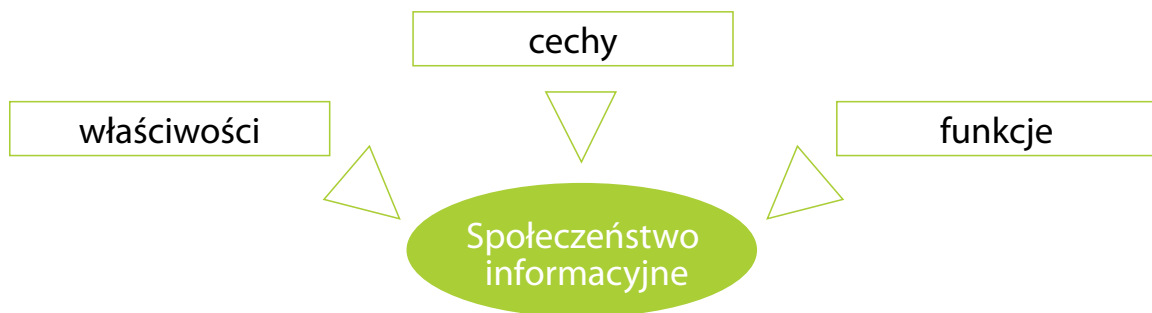 cechy
właściwości
funkcje
Społeczeństwo
informacyjne